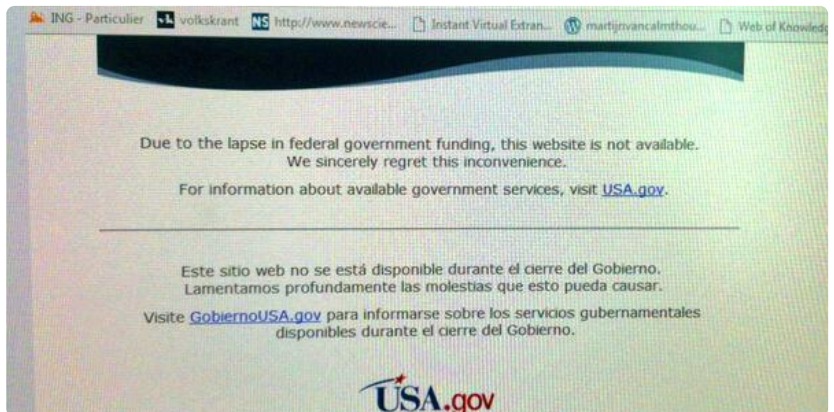 ING - Particulier volkskrant NS http://www.newscie... Instant Virtual Extran... martijnvancalmthou... Web of Knowledg
Due to the lapse in federal government funding, this website is not available.
We sincerely regret this inconvenience.
For information about available government services, visit USA.gov.
Este sitio web no se está disponible durante el cierre del Gobierno.
Lamentamos profundamente las molestias que esto pueda causar.
Visite GobiernoUSA.gov para informarse sobre los servicios gubernamentales
disponibles durante el cierre del Gobierno.
USA.gov